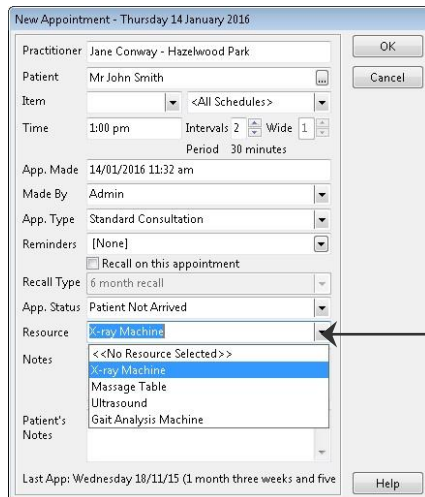 New Appointment - Thursday 14 January 2016
Practitioner Jane Conway - Hazelwood Park
OK
Patient Mr John Smith ...
Cancel
Item <All Schedules>
Time 1:00 pm Intervals 2 Wide 1
Period 30 minutes
App. Made 14/01/2016 11:32 am
Made By Admin
App. Type Standard Consultation
Reminders [None]
Recall on this appointment
Recall Type 6 month recall
App. Status Patient Not Arrived
Resource X-ray Machine
Notes
<<No Resource Selected>>
X-ray Machine
Massage Table
Ultrasound
Gait Analysis Machine
Patient's
Notes
Last App: Wednesday 18/11/15 (1 month three weeks and five
Help